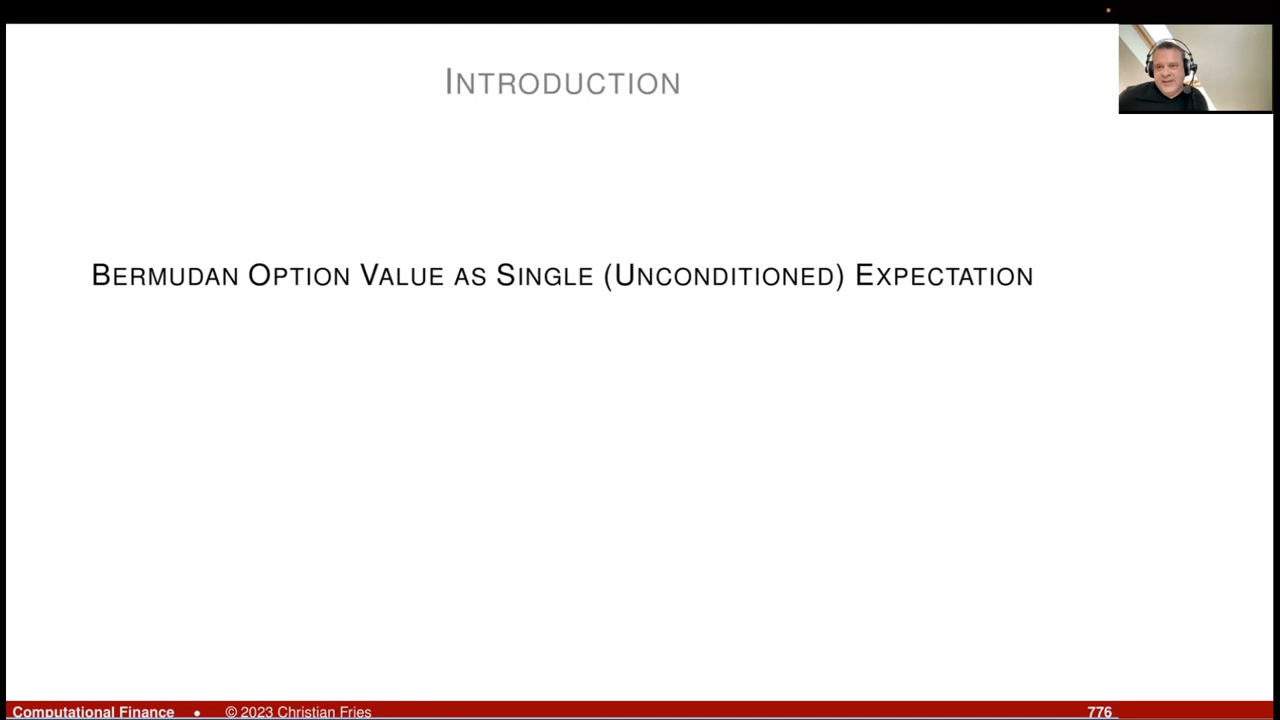 INTRODUCTION
BERMUDAN OPTION VALUE AS SINGLE (UNCONDITIONED) EXPECTATION
Computational Finance • © 2023 Christian Fries 776